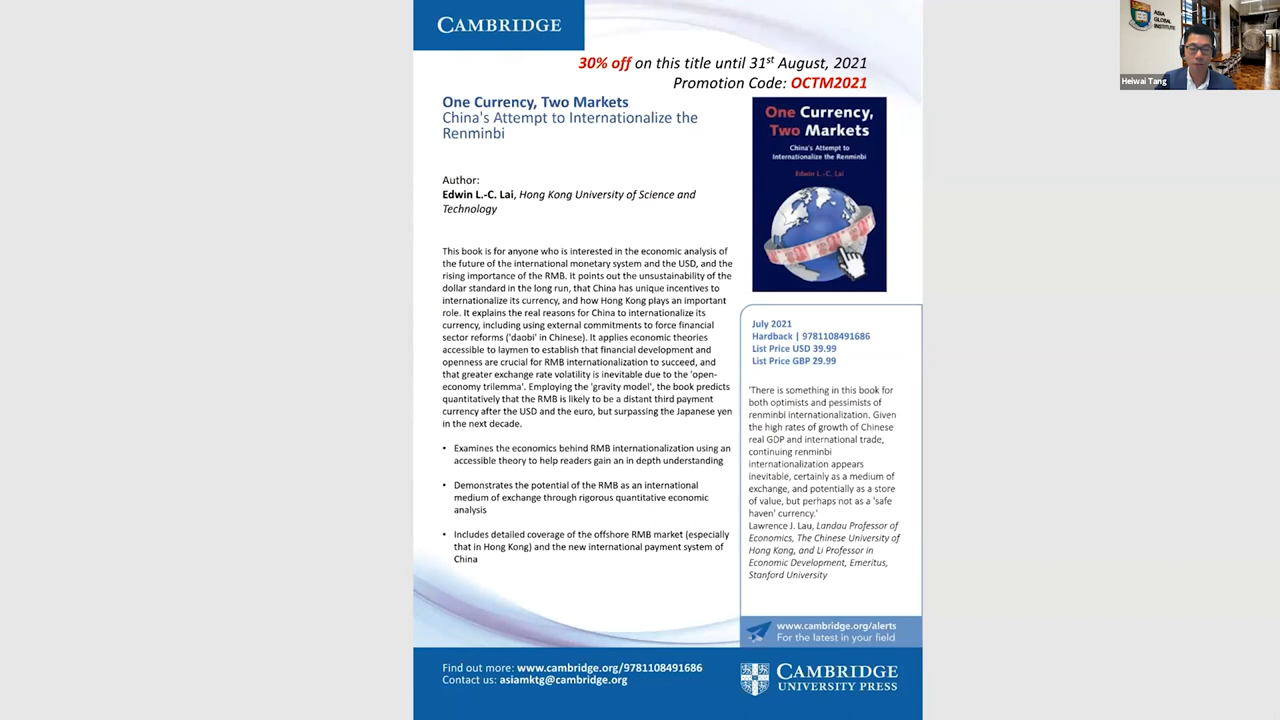 CAMBRIDGE
30% off on this title until 31st August, 2021
Promotion Code: OCTM2021
One Currency, Two Markets
China's Attempt to Internationalize the
Renminbi
Author:
Edwin L.-C. Lai, Hong Kong University of Science and
Technology
This book is for anyone who is interested in the economic analysis of
the future of the international monetary system and the USD, and the
rising importance of the RMB. It points out the unsustainability of the
dollar standard in the long run, that China has unique incentives to
internationalize its currency, and how Hong Kong plays an important
role. It explains the real reasons for China to internationalize its
currency, including using external commitments to force financial
sector reforms ('daobi' in Chinese). It applies economic theories
accessible to laymen to establish that financial development and
openness are crucial for RMB internationalization to succeed, and
that greater exchange rate volatility is inevitable due to the 'open-
economy trilemma'. Employing the 'gravity model', the book predicts
quantitatively that the RMB is likely to be a distant third payment
currency after the USD and the euro, but surpassing the Japanese yen
in the next decade.
• Examines the economics behind RMB internationalization using an
accessible theory to help readers gain an in depth understanding
• Demonstrates the potential of the RMB as an international
medium of exchange through rigorous quantitative economic
analysis
• Includes detailed coverage of the offshore RMB market (especially
that in Hong Kong) and the new international payment system of
China
One Currency,
Two Markets
China's Attempt to
Internationalize the Renminbi
Edwin L.-C. Lai
July 2021
Hardback | 9781108491686
List Price USD 39.99
List Price GBP 29.99
'There is something in this book for
both optimists and pessimists of
renminbi internationalization. Given
the high rates of growth of Chinese
real GDP and international trade,
continuing renminbi
internationalization appears
inevitable, certainly as a medium of
exchange, and potentially as a store
of value, but perhaps not as a 'safe
haven' currency.'
Lawrence J. Lau, Landau Professor of
Economics, The Chinese University of
Hong Kong, and Li Professor in
Economic Development, Emeritus,
Stanford University
www.cambridge.org/alerts
For the latest in your field
Find out more: www.cambridge.org/9781108491686
Contact us: asiamktg@cambridge.org
CAMBRIDGE
UNIVERSITY PRESS
ASIA
GLOBAL
INSTITUTE
Heiwai Tang